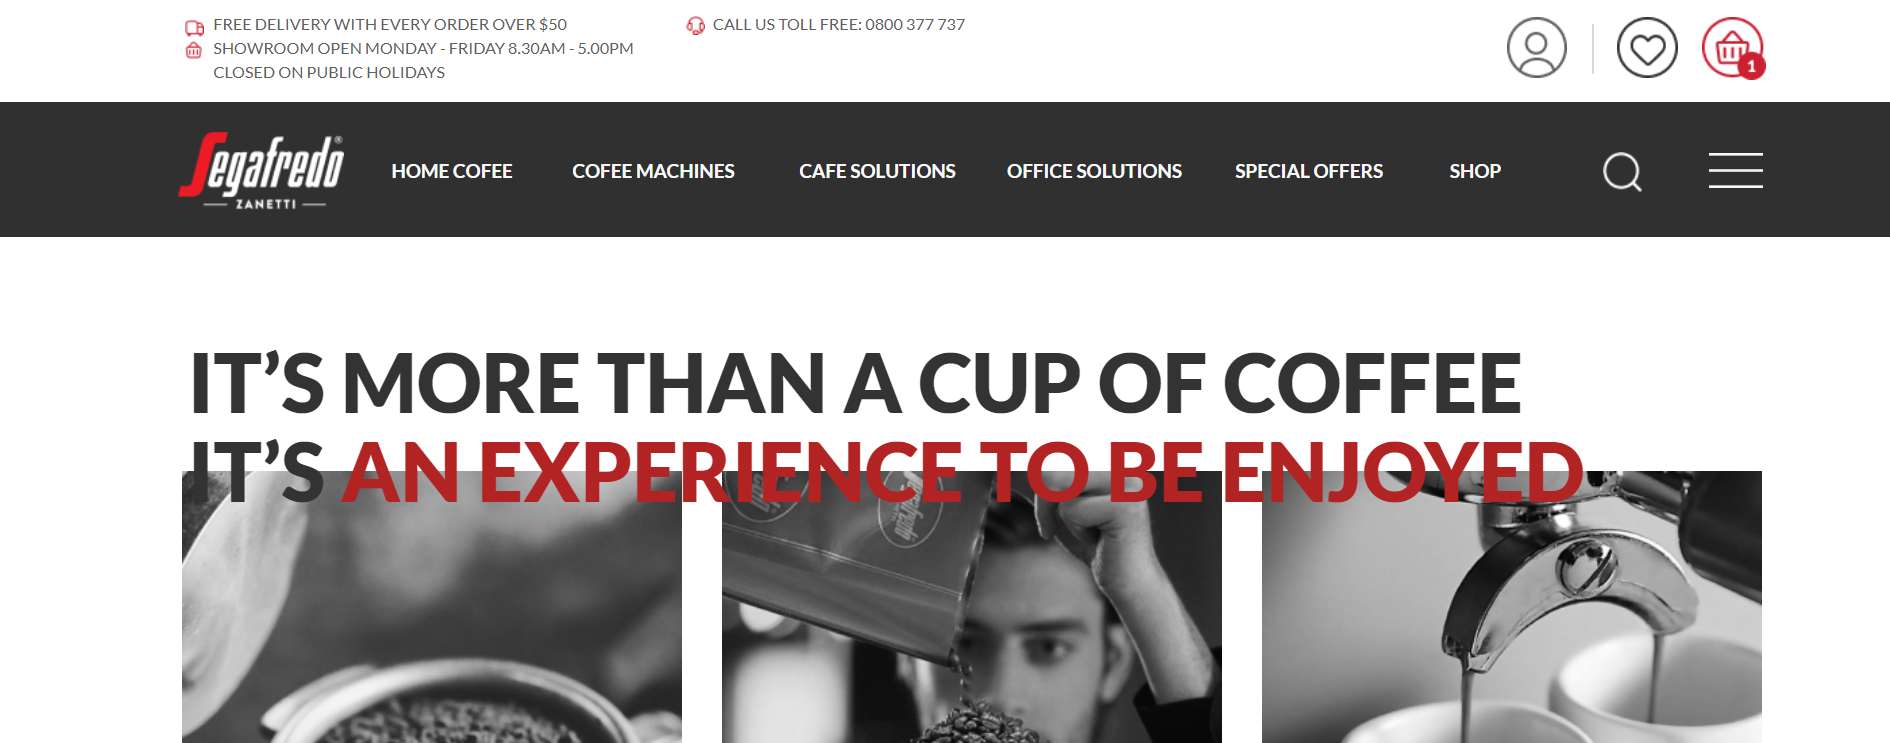 FREE DELIVERY WITH EVERY ORDER OVER $50
SHOWROOM OPEN MONDAY - FRIDAY 8.30AM - 5.00PM
CLOSED ON PUBLIC HOLIDAYS
CALL US TOLL FREE: 0800 377 737
1
Segafredo®
ZANETTI
HOME COFEE
COFEE MACHINES
CAFE SOLUTIONS
OFFICE SOLUTIONS
SPECIAL OFFERS
SHOP
IT’S MORE THAN A CUP OF COFFEE
IT’S AN EXPERIENCE TO BE ENJOYED
Segafredo